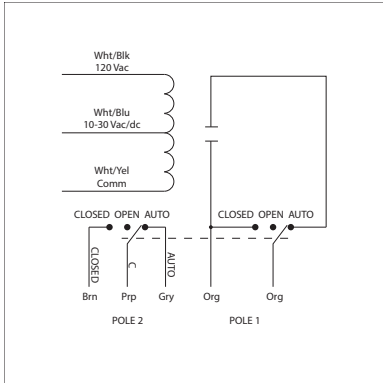 Wht/Blk
120 Vac
Wht/Blu
10-30 Vac/dc
Wht/Yel
Comm
CLOSED OPEN AUTO
CLOSED OPEN AUTO
CLOSED
C
AUTO
Brn
Prp
Gry
Org
Org
POLE 2
POLE 1